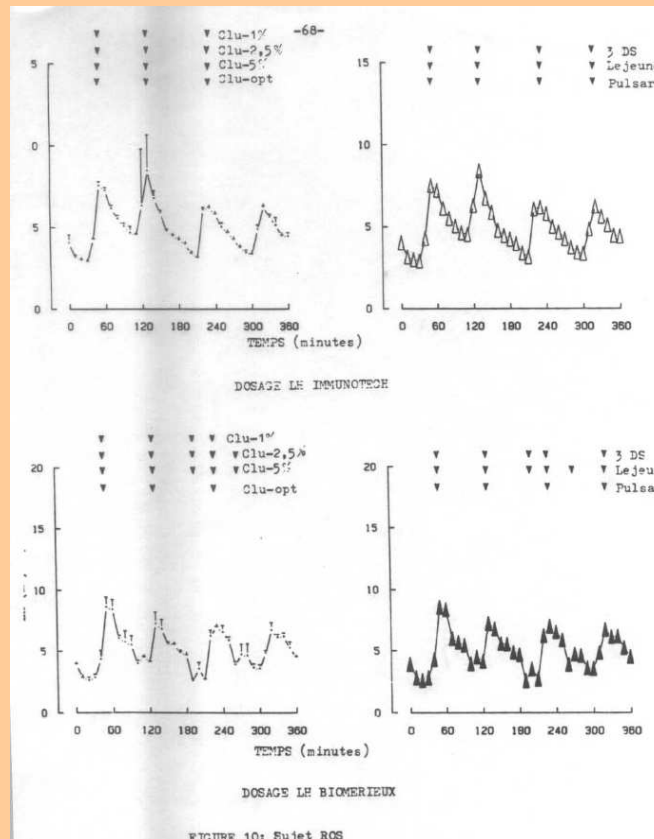 -68-
Clu-1%
Clu-2,5%
Clu-5%
Clu-opt
5
0
5
0
0 60 120 180 240 300 360
TEMPS (minutes)
3 DS
Lejeun
Pulsar
15
10
5
0
0 60 120 180 240 300 360
DOSAGE LH IMMUNOTECH
Clu-1%
Clu-2,5%
Clu-5%
Clu-opt
20
15
10
5
0
0 60 120 180 240 300 360
TEMPS (minutes)
3 DS
Lejeu
Pulsa
20
15
10
5
0
0 60 120 180 240 300 360
DOSAGE LH BIOMERIEUX
FIGURE 10: Sujet ROS